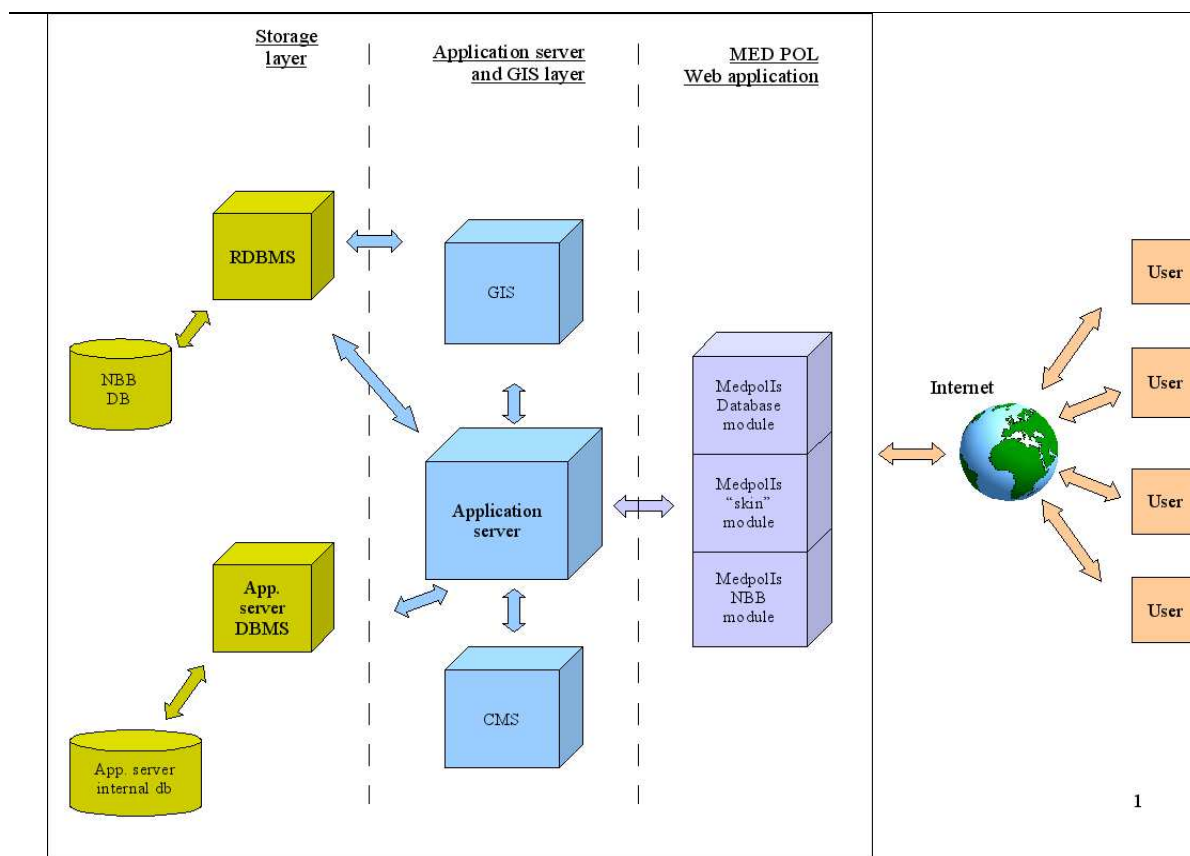 Storage
layer
Application server
and GIS layer
MED POL
Web application
RDBMS
GIS
NBB
DB
MedpolIs
Database
module
Internet
User
User
Application
server
MedpolIs
“skin”
module
User
App.
server
DBMS
MedpolIs
NBB
module
User
CMS
App. server
internal db
1